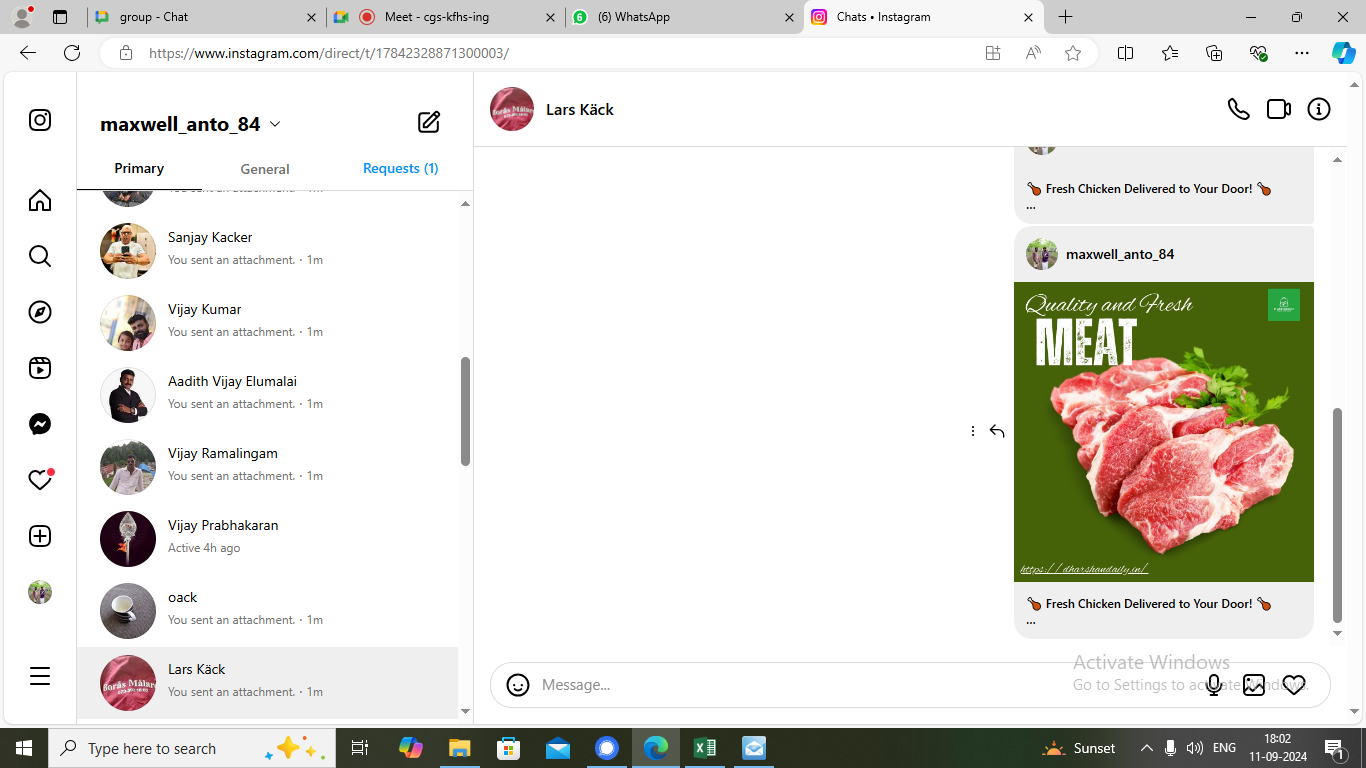 group - Chat
Meet - cgs-kfhs-ing
(6) WhatsApp
Chats • Instagram
https://www.instagram.com/direct/t/17842328871300003/
maxwell_anto_84
Primary
General
Requests (1)
Sanjay Kacker
You sent an attachment. · 1m
Vijay Kumar
You sent an attachment. · 1m
Aadith Vijay Elumalai
You sent an attachment. · 1m
Vijay Ramalingam
You sent an attachment. · 1m
Vijay Prabhakaran
Active 4h ago
oack
You sent an attachment. · 1m
Lars Käck
You sent an attachment. · 1m
Lars Käck
Fresh Chicken Delivered to Your Door!
...
maxwell_anto_84
Quality and Fresh
MEAT
https://dharshandaily.in/
Fresh Chicken Delivered to Your Door!
...
Message...
Activate Windows
Go to Settings to activate Windows.
Type here to search
Sunset
ENG
18:02
11-09-2024
1